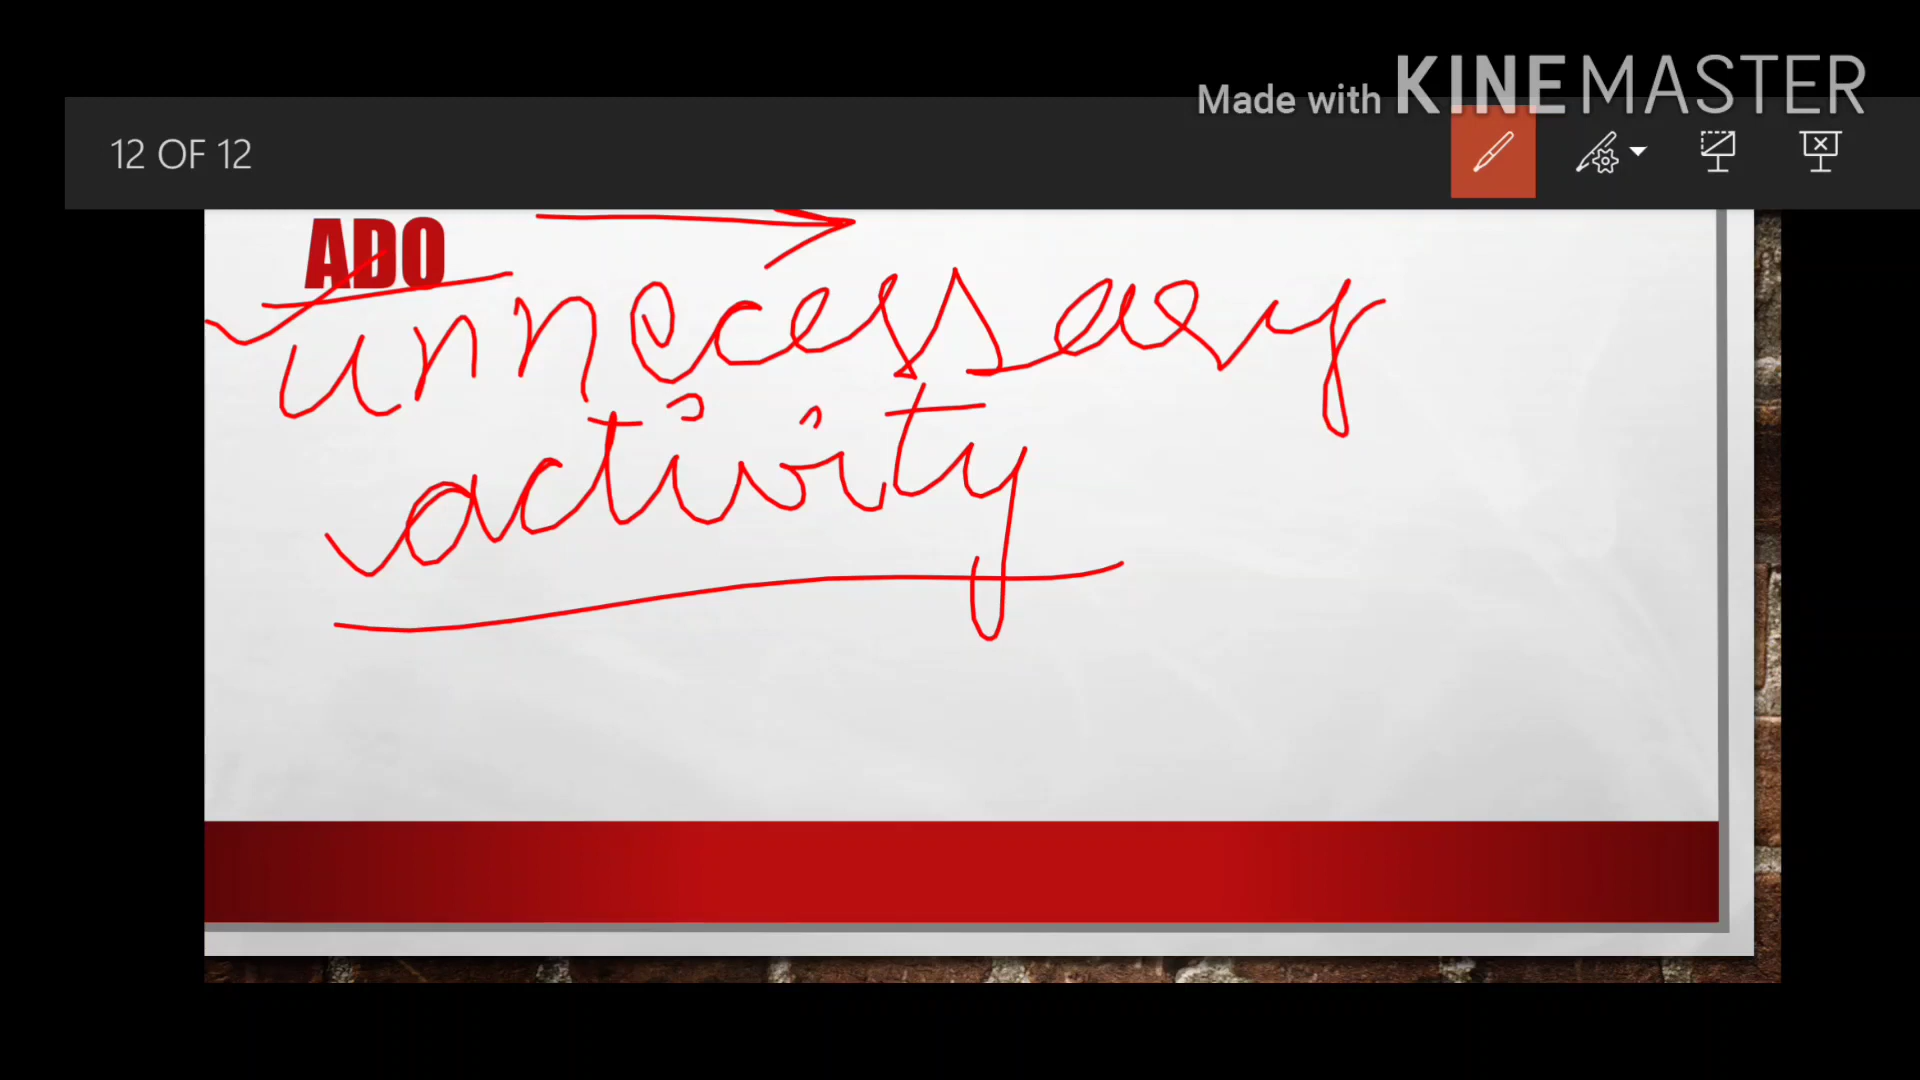 Made with KINEMASTER
12 OF 12
ADO
unnecessary
activity